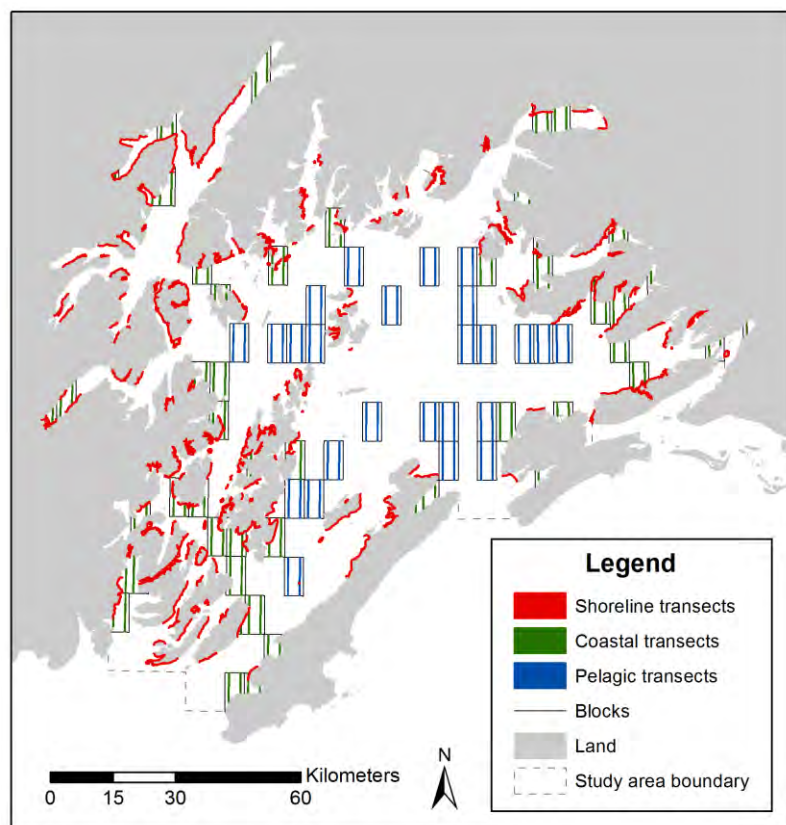 Legend
Shoreline transects
Coastal transects
Pelagic transects
Blocks
Land
Study area boundary
N
Kilometers
0 15 30 60